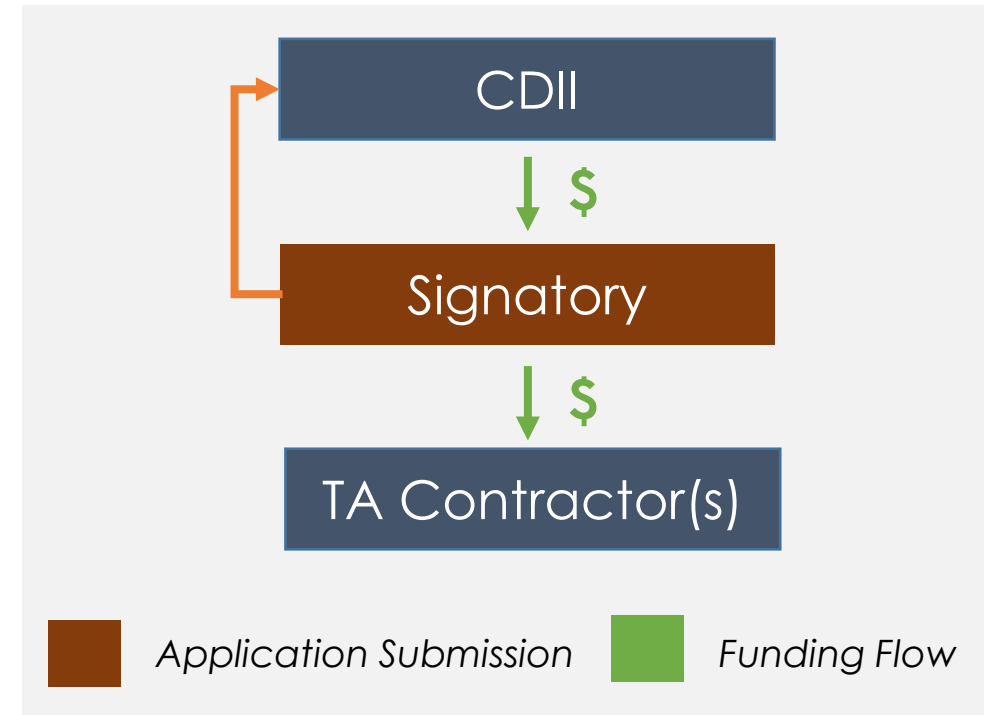 CDII
$
Signatory
$
TA Contractor(s)
Application Submission
Funding Flow